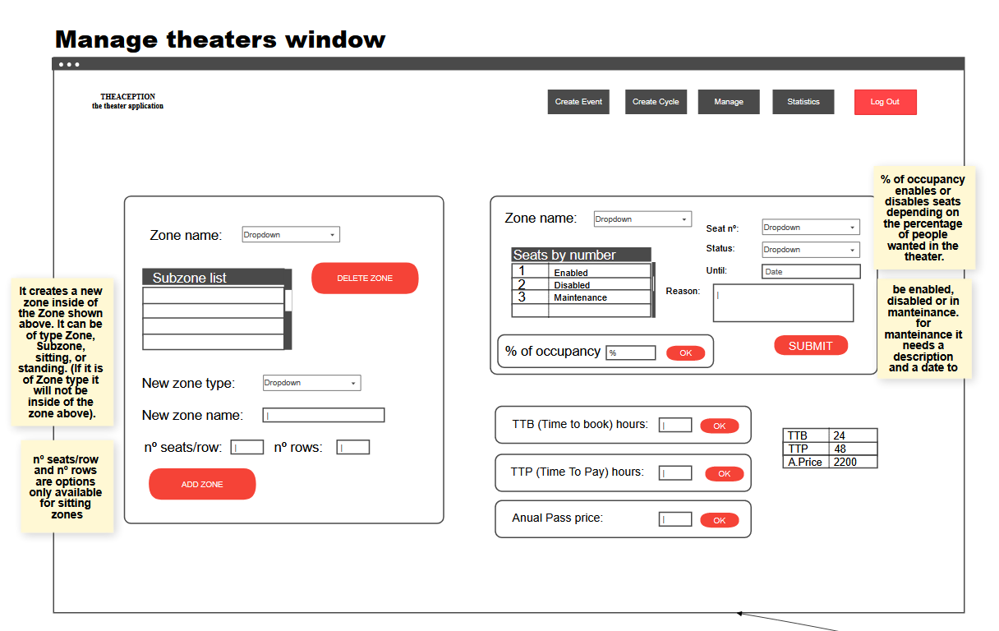 Manage theaters window
THEACEPTION
the theater application
Create Event
Create Cycle
Manage
Statistics
Log Out
Zone name:
Dropdown
Subzone list
DELETE ZONE
New zone type:
Dropdown
New zone name:
nº seats/row:
nº rows:
ADD ZONE
It creates a new
zone inside of
the Zone shown
above. It can be
of type Zone,
Subzone,
sitting, or
standing. (If it is
of Zone type it
will not be
inside of the
zone above).
nº seats/row
and nº rows
are options
only available
for sitting
zones
Zone name:
Dropdown
Seats by number
1 Enabled
2 Disabled
3 Maintenance
Seat nº:
Dropdown
Status:
Dropdown
Until:
Date
Reason:
% of occupancy
%
OK
SUBMIT
% of occupancy
enables or
disables seats
depending on
the percentage
of people
wanted in the
theater.
be enabled,
disabled or in
manteinance.
for
manteinance it
needs a
description
and a date to
TTB (Time to book) hours:
OK
TTP (Time To Pay) hours:
OK
Anual Pass price:
OK
TTB 24
TTP 48
A.Price 2200